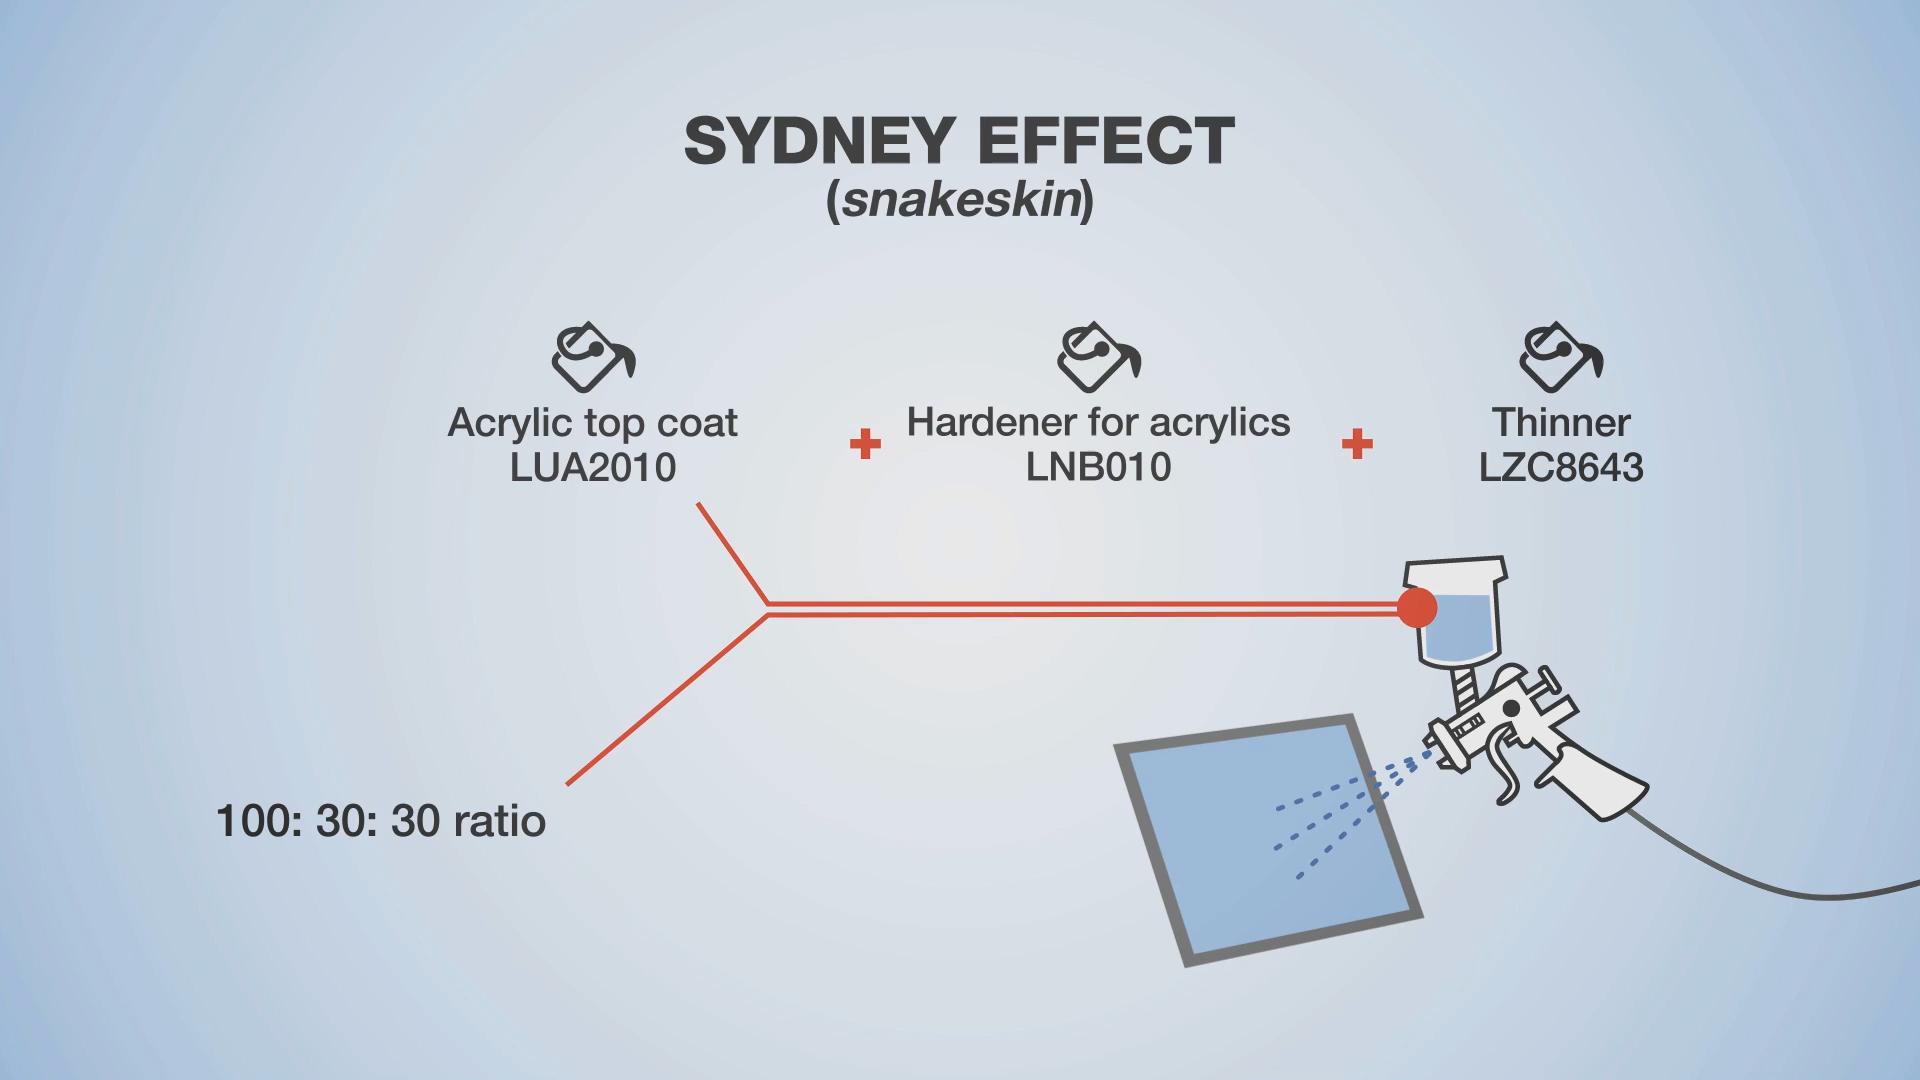 SYDNEY EFFECT
(snakeskin)
Acrylic top coat
LUA2010
+
Hardener for acrylics
LNB010
+
Thinner
LZC8643
100: 30: 30 ratio